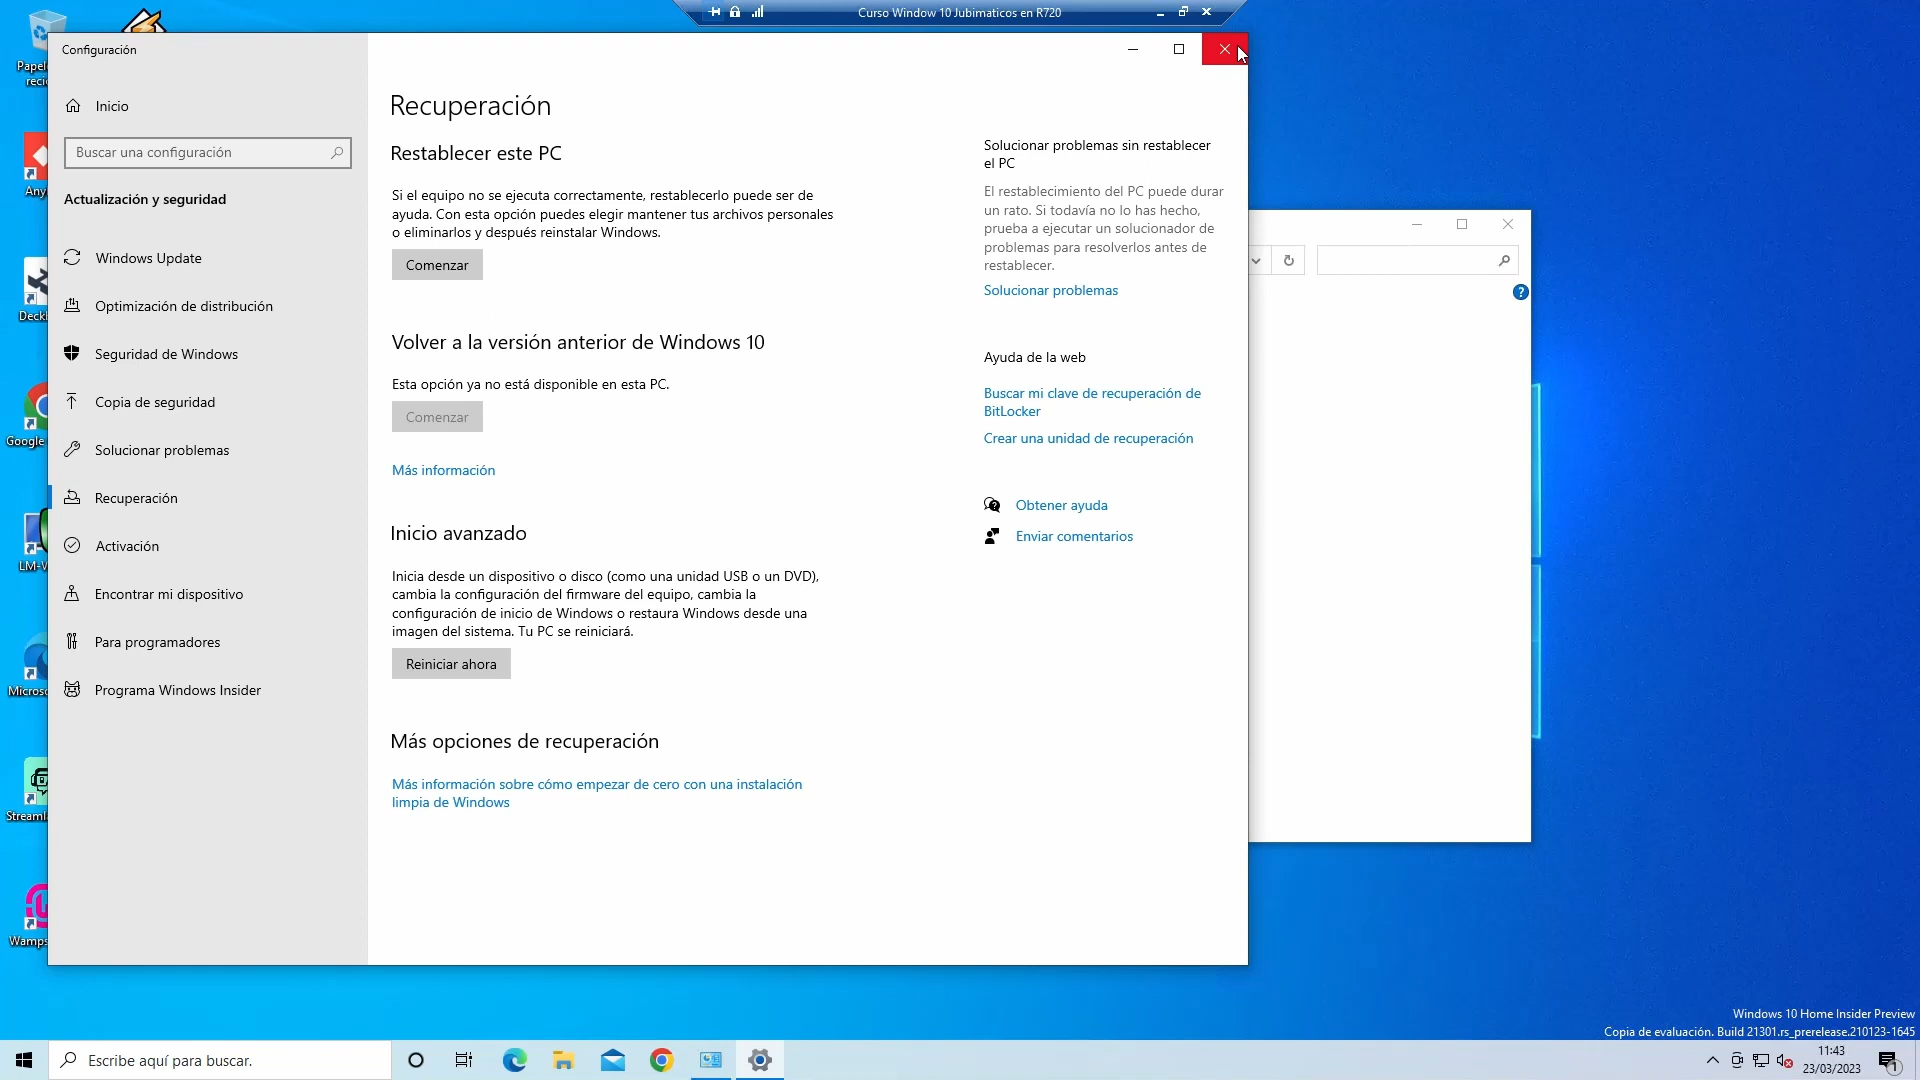 Curso Window 10 Jubimaticos en R720
Configuración
Inicio
Buscar una configuración
Actualización y seguridad
Windows Update
Optimización de distribución
Seguridad de Windows
Copia de seguridad
Solucionar problemas
Recuperación
Activación
Encontrar mi dispositivo
Para programadores
Programa Windows Insider
Recuperación
Restablecer este PC
Si el equipo no se ejecuta correctamente, restablecerlo puede ser de
ayuda. Con esta opción puedes elegir mantener tus archivos personales
o eliminarlos y después reinstalar Windows.
Comenzar
Volver a la versión anterior de Windows 10
Esta opción ya no está disponible en esta PC.
Comenzar
Más información
Inicio avanzado
Inicia desde un dispositivo o disco (como una unidad USB o un DVD),
cambia la configuración del firmware del equipo, cambia la
configuración de inicio de Windows o restaura Windows desde una
imagen del sistema. Tu PC se reiniciará.
Reiniciar ahora
Más opciones de recuperación
Más información sobre cómo empezar de cero con una instalación
limpia de Windows
Solucionar problemas sin restablecer
el PC
El restablecimiento del PC puede durar
un rato. Si todavía no lo has hecho,
prueba a ejecutar un solucionador de
problemas para resolverlos antes de
restablecer.
Solucionar problemas
Ayuda de la web
Buscar mi clave de recuperación de
BitLocker
Crear una unidad de recuperación
Obtener ayuda
Enviar comentarios
Google
Windows 10 Home Insider Preview
Copia de evaluación. Build 21301.rs_prerelease.210123-1645
Escribe aquí para buscar.
11:43
23/03/2023
1